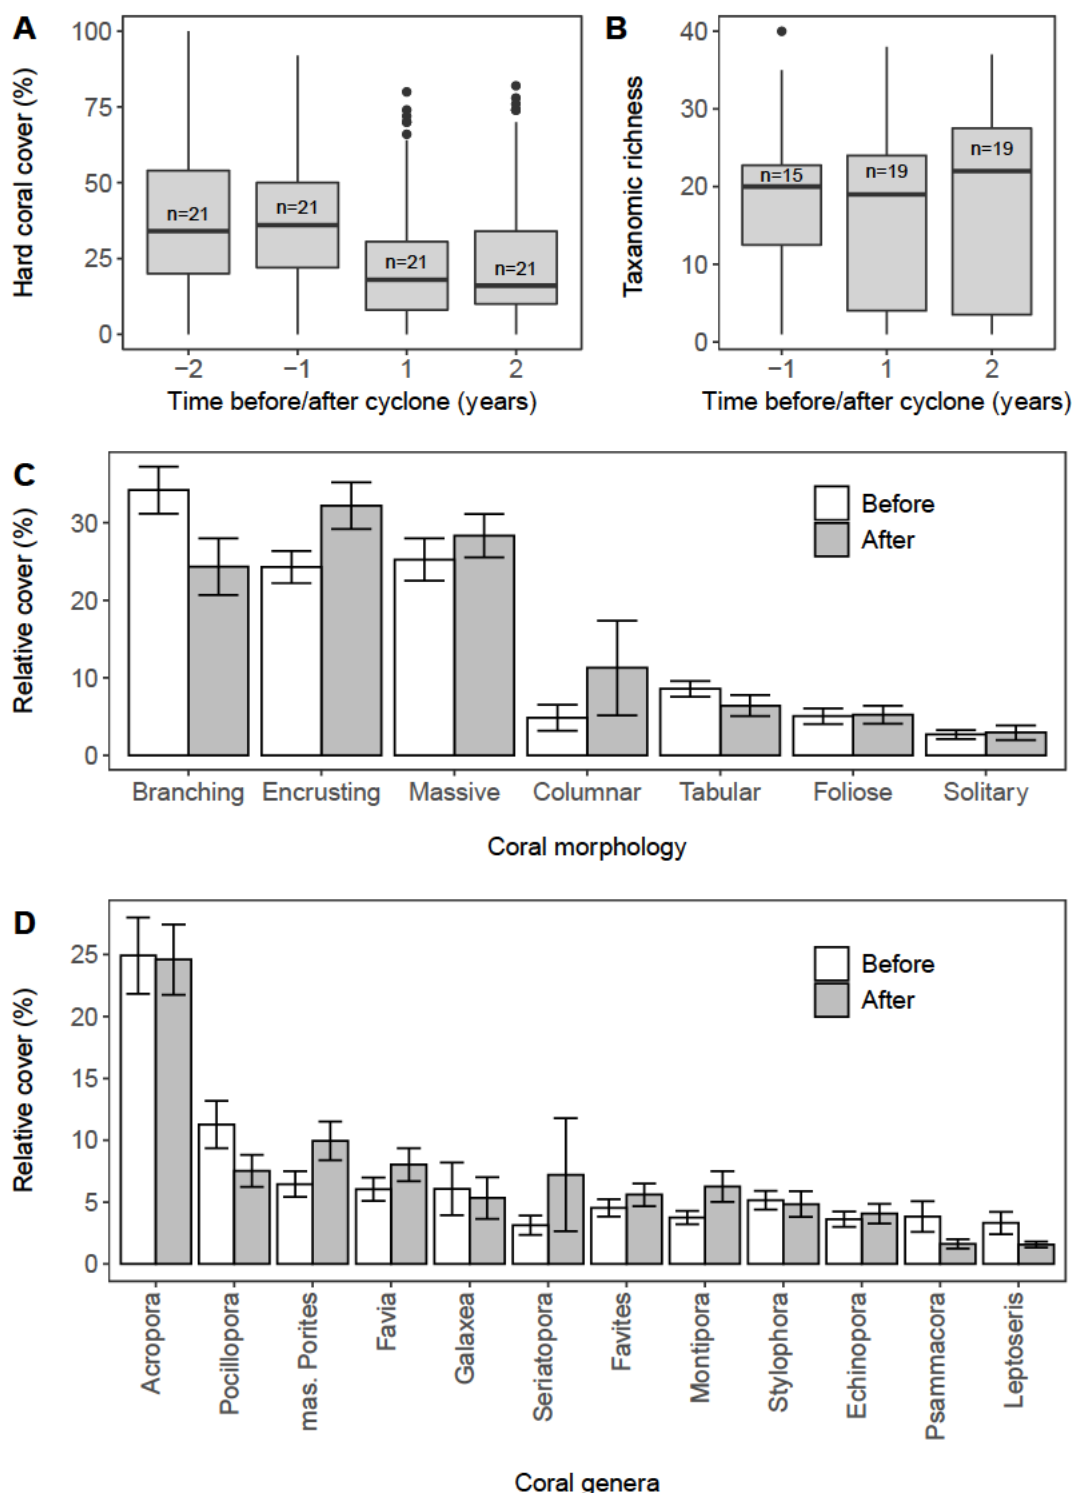 A
Hard coral cover (%)
100
75
50
25
0
n=21
n=21
n=21
n=21
−2
−1
1
2
Time before/after cyclone (years)
B
Taxanomic richness
40
30
20
10
0
n=15
n=19
n=19
−1
1
2
Time before/after cyclone (years)
C
Relative cover (%)
30
20
10
0
Before
After
Branching
Encrusting
Massive
Columnar
Tabular
Foliose
Solitary
Coral morphology
D
Relative cover (%)
25
20
15
10
5
0
Before
After
Acropora
Pocillopora
mas. Porites
Favia
Galaxea
Seriatopora
Favites
Montipora
Stylophora
Echinopora
Psammacora
Leptoseris
Coral genera